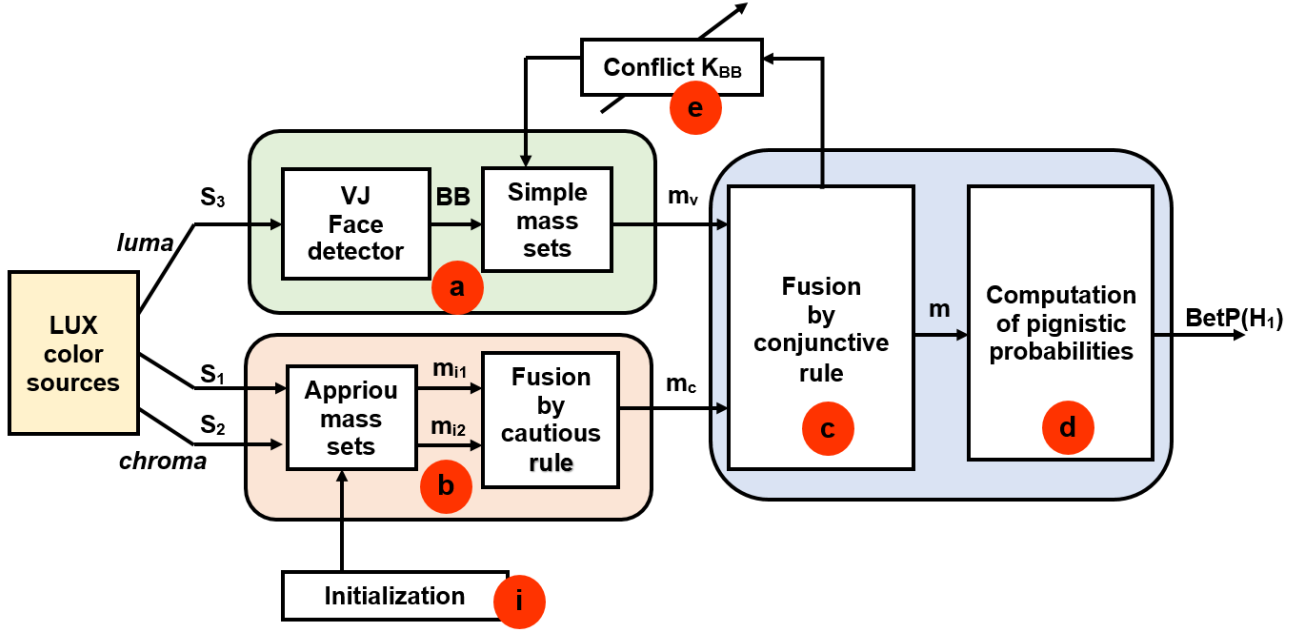 Conflict K_BB
e
S₃
luma
VJ
Face
detector
BB
Simple
mass
sets
a
m_v
LUX
color
sources
S₁
S₂
chroma
Appriou
mass
sets
m_i1
m_i2
b
Fusion
by
cautious
rule
m_c
Fusion
by
conjunctive
rule
c
m
Computation
of pignistic
probabilities
d
BetP(H₁)
Initialization
i